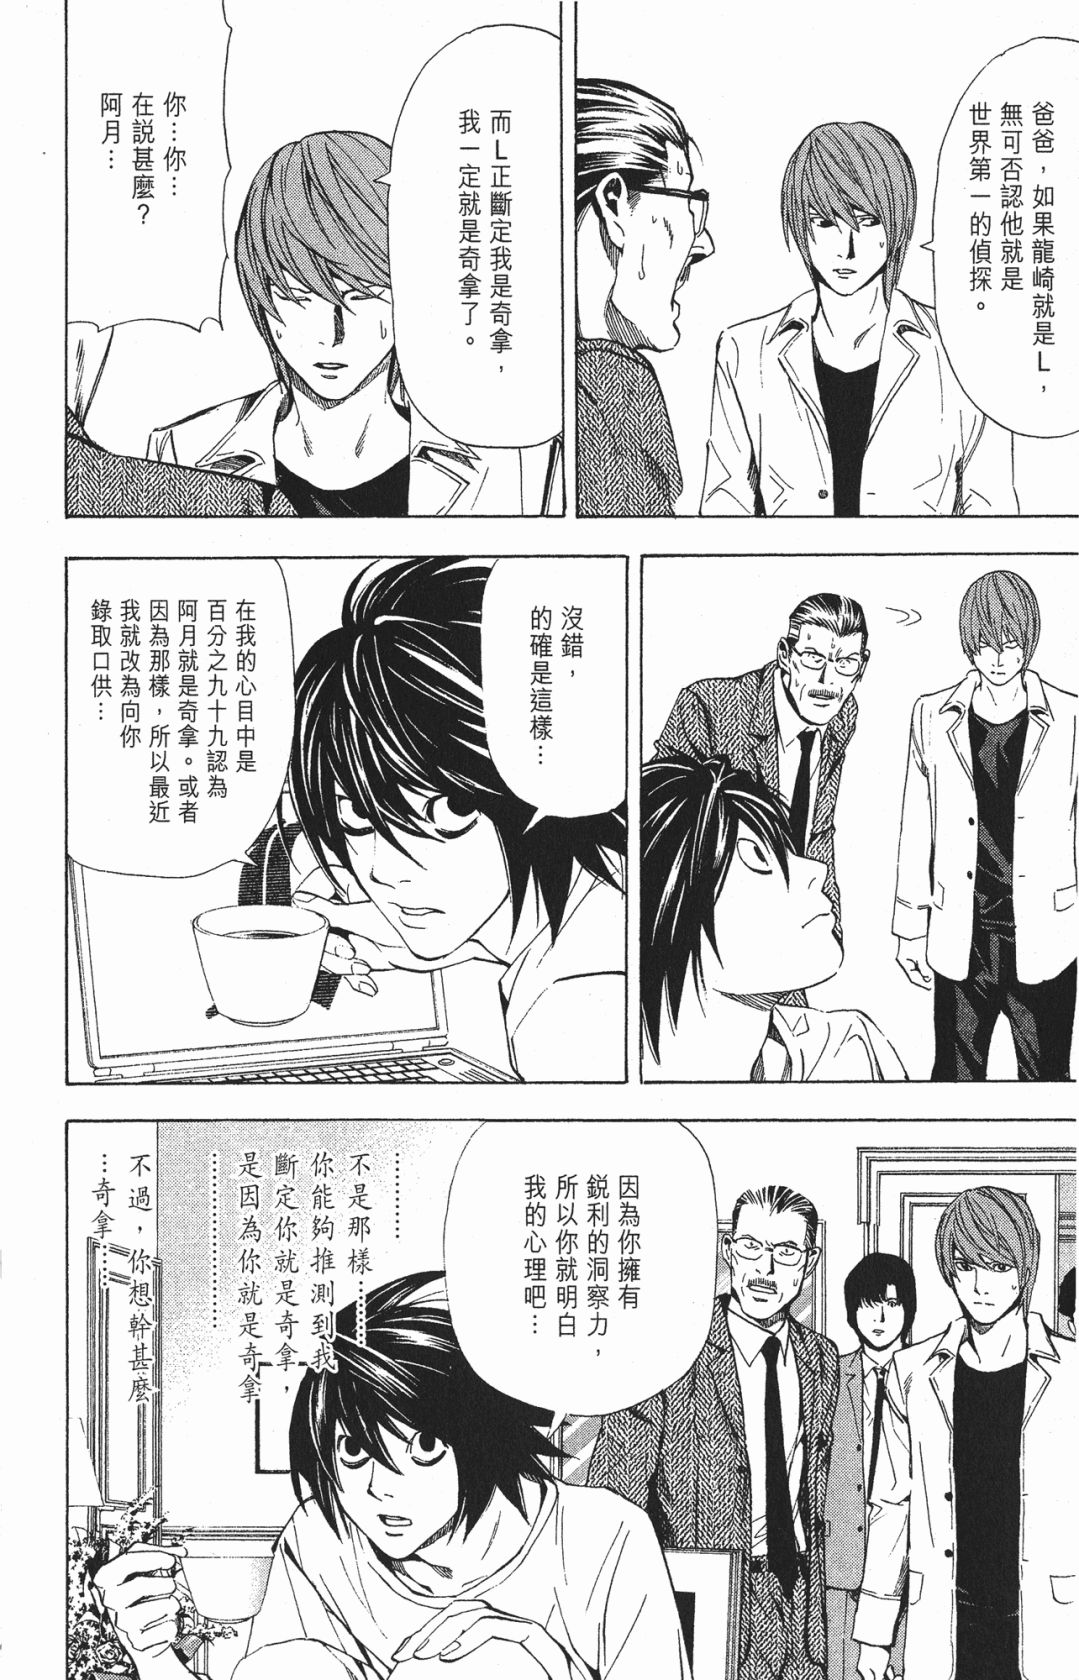 爸爸，如果龍崎就是L，
無可否認他就是
世界第一的偵探。
而L正斷定我是奇拿，
我一定就是奇拿了。
你…你…
在説甚麼？
阿月…
沒錯，
的確是這樣…
在我的心目中是
百分之九十九認為
阿月就是奇拿。或者
因為那樣，所以最近
我就改為向你
錄取口供…
因為你擁有
鋭利的洞察力，
所以你就明白
我的心理吧…
…………
不是那樣……
你能夠推測到我
斷定你就是奇拿，
是因為你就是奇拿
…………
不過，你想幹甚麼
…奇拿……